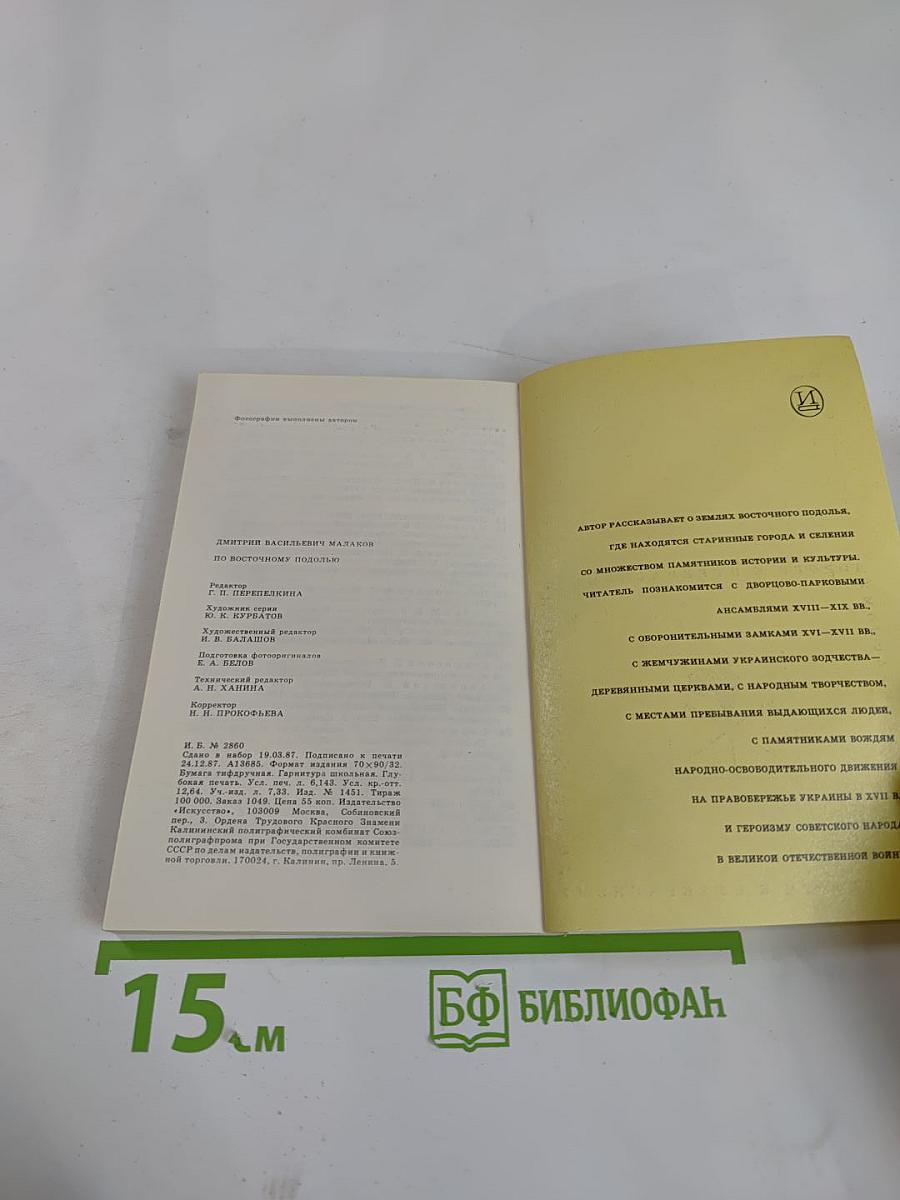 Фотографии выполнены автором
ДМИТРИЙ ВАСИЛЬЕВИЧ МАЛАКОВ
ПО ВОСТОЧНОМУ ПОДОЛЬЮ
Редактор
Г. П. ПЕРЕПЕЛКИНА
Художник серии
Ю. К. КУРБАТОВ
Художественный редактор
И. В. БАЛАШОВ
Подготовка фотооригиналов
Е. А. БЕЛОВ
Технический редактор
А. Н. ХАНИНА
Корректор
Н. Н. ПРОКОФЬЕВА
И. Б. № 2860
Сдано в набор 19.03.87. Подписано к печати
24.12.87. А13685. Формат издания 70×90/32.
Бумага тифдручная. Гарнитура школьная. Глу-
бокая печать. Усл. печ. л. 6,143. Усл. кр.-отт.
12,64. Уч.-изд. л. 7,33. Изд. № 1451. Тираж
100 000. Заказ 1049. Цена 55 коп. Издательство
«Искусство», 103009 Москва, Собиновский
пер., 3. Ордена Трудового Красного Знамени
Калининский полиграфический комбинат Союз-
полиграфпрома при Государственном комитете
СССР по делам издательств, полиграфии и книж-
ной торговли. 170024, г. Калинин, пр. Ленина, 5.
И
АВТОР РАССКАЗЫВАЕТ О ЗЕМЛЯХ ВОСТОЧНОГО ПОДОЛЬЯ,
ГДЕ НАХОДЯТСЯ СТАРИННЫЕ ГОРОДА И СЕЛЕНИЯ
СО МНОЖЕСТВОМ ПАМЯТНИКОВ ИСТОРИИ И КУЛЬТУРЫ.
ЧИТАТЕЛЬ ПОЗНАКОМИТСЯ С ДВОРЦОВО-ПАРКОВЫМИ
АНСАМБЛЯМИ XVIII—XIX ВВ.,
С ОБОРОНИТЕЛЬНЫМИ ЗАМКАМИ XVI—XVII ВВ.,
С ЖЕМЧУЖИНАМИ УКРАИНСКОГО ЗОДЧЕСТВА—
ДЕРЕВЯННЫМИ ЦЕРКВАМИ, С НАРОДНЫМ ТВОРЧЕСТВОМ,
С МЕСТАМИ ПРЕБЫВАНИЯ ВЫДАЮЩИХСЯ ЛЮДЕЙ,
С ПАМЯТНИКАМИ ВОЖДЯМ
НАРОДНО-ОСВОБОДИТЕЛЬНОГО ДВИЖЕНИЯ
НА ПРАВОБЕРЕЖЬЕ УКРАИНЫ В XVII В
И ГЕРОИЗМУ СОВЕТСКОГО НАРОДА
В ВЕЛИКОЙ ОТЕЧЕСТВЕННОЙ ВОЙН
15 см
БФ БИБЛИОФАН